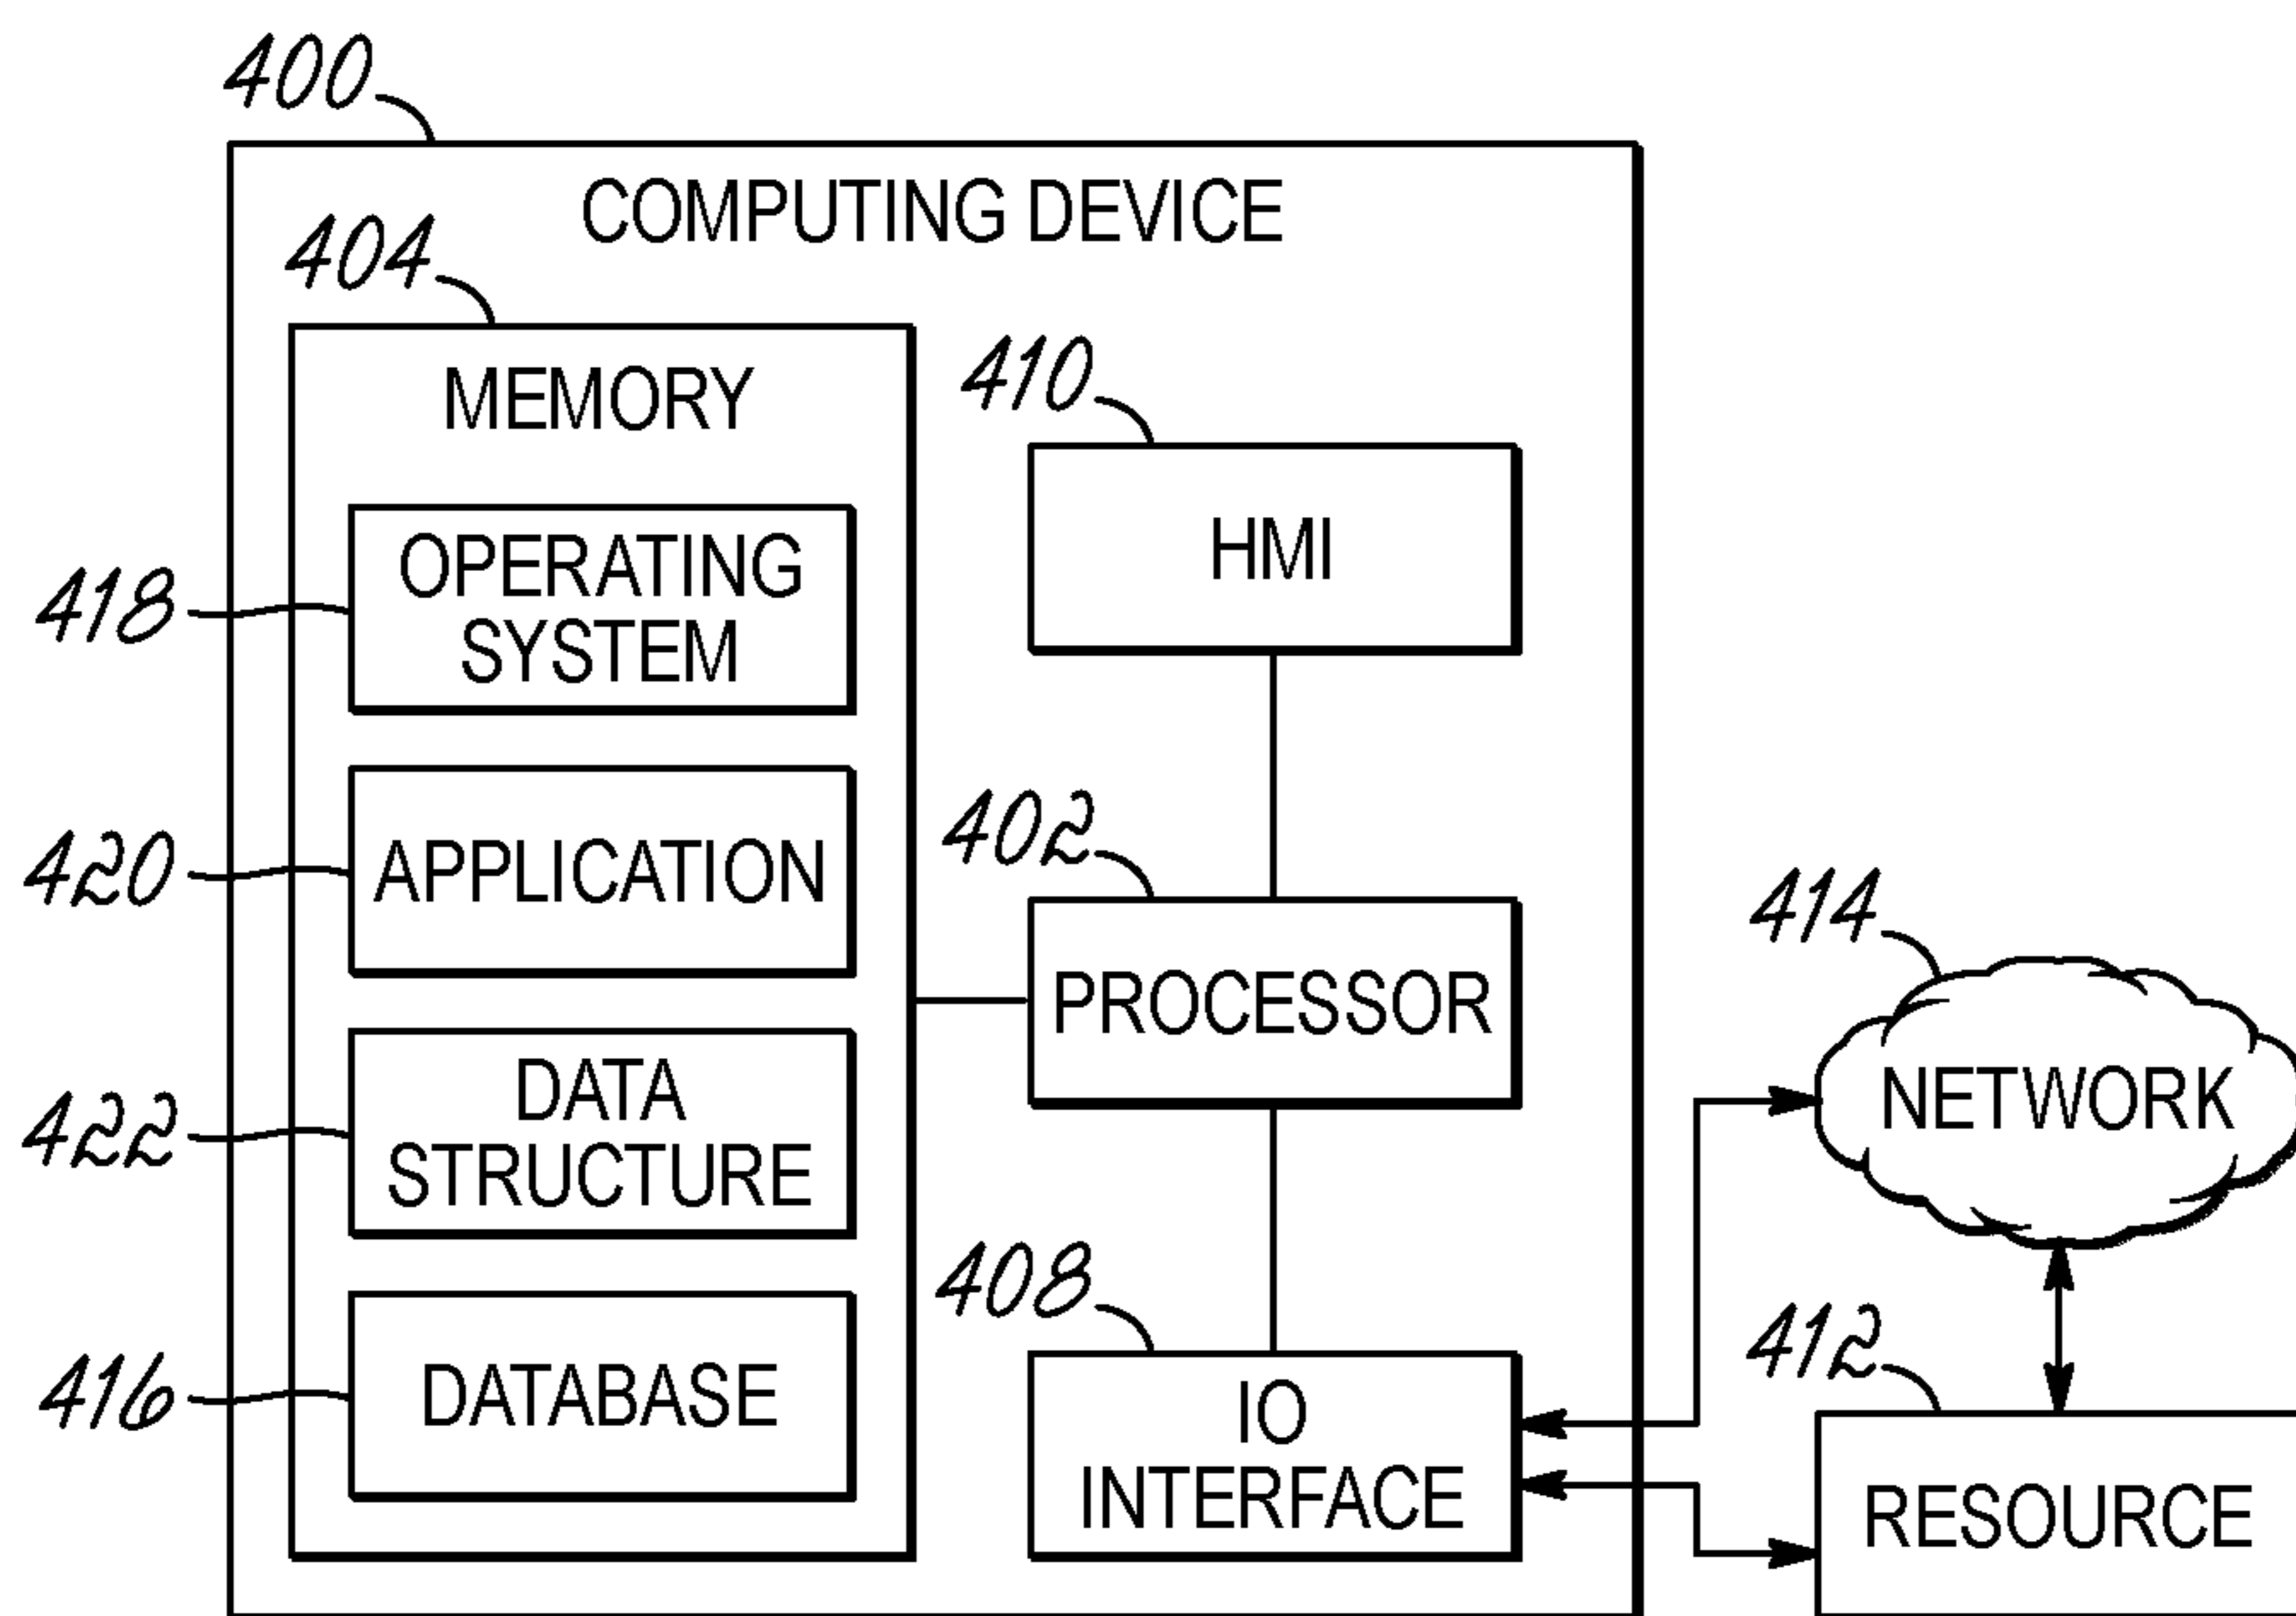 400
COMPUTING DEVICE
404
MEMORY
410
HMI
418
OPERATING
SYSTEM
402
420
APPLICATION
PROCESSOR
414
NETWORK
422
DATA
STRUCTURE
408
412
416
DATABASE
IO
INTERFACE
RESOURCE